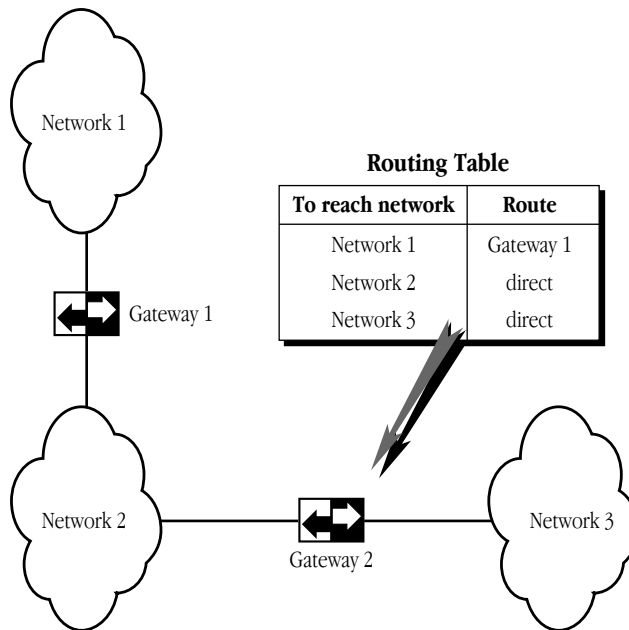 Network 1
Routing Table
To reach network Route
Network 1 Gateway 1
Network 2 direct
Network 3 direct
Gateway 1
Network 2
Gateway 2
Network 3